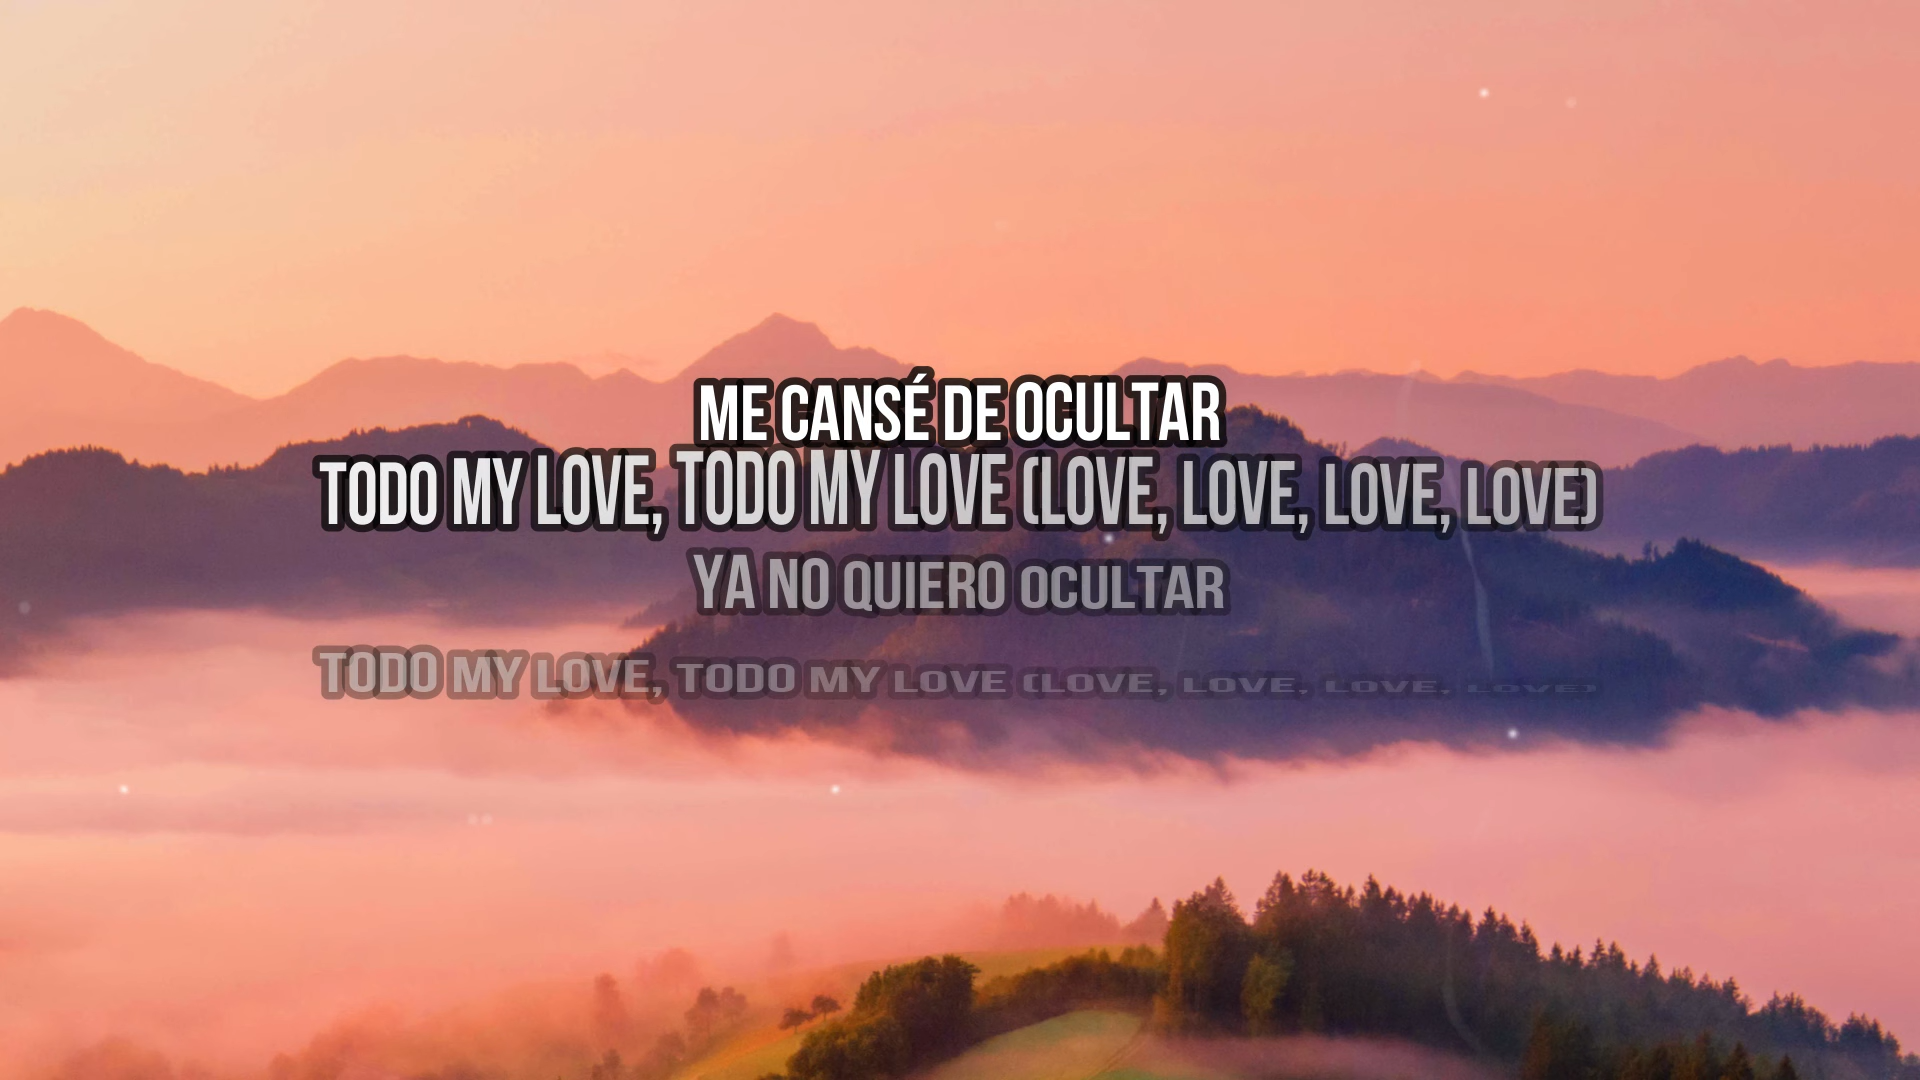 ME CANSÉ DE OCULTAR
TODO MY LOVE, TODO MY LOVE (LOVE, LOVE, LOVE, LOVE)
YA NO QUIERO OCULTAR
TODO MY LOVE, TODO MY LOVE (LOVE, LOVE, LOVE, LOVE)